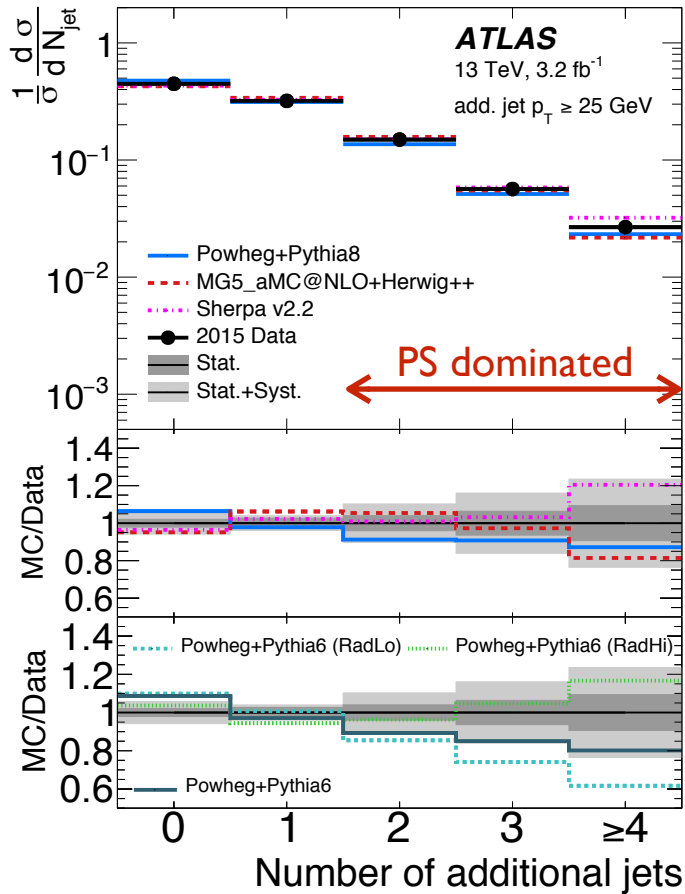 1/σ d σ/d N_jet
ATLAS
13 TeV, 3.2 fb⁻¹
add. jet p_T ≥ 25 GeV
1
10⁻¹
10⁻²
10⁻³
Powheg+Pythia8
MG5_aMC@NLO+Herwig++
Sherpa v2.2
2015 Data
Stat.
Stat.+Syst.
PS dominated
MC/Data
1.4
1.2
1
0.8
0.6
MC/Data
1.4
1.2
1
0.8
0.6
Powheg+Pythia6 (RadLo)
Powheg+Pythia6 (RadHi)
Powheg+Pythia6
0 1 2 3 ≥4
Number of additional jets